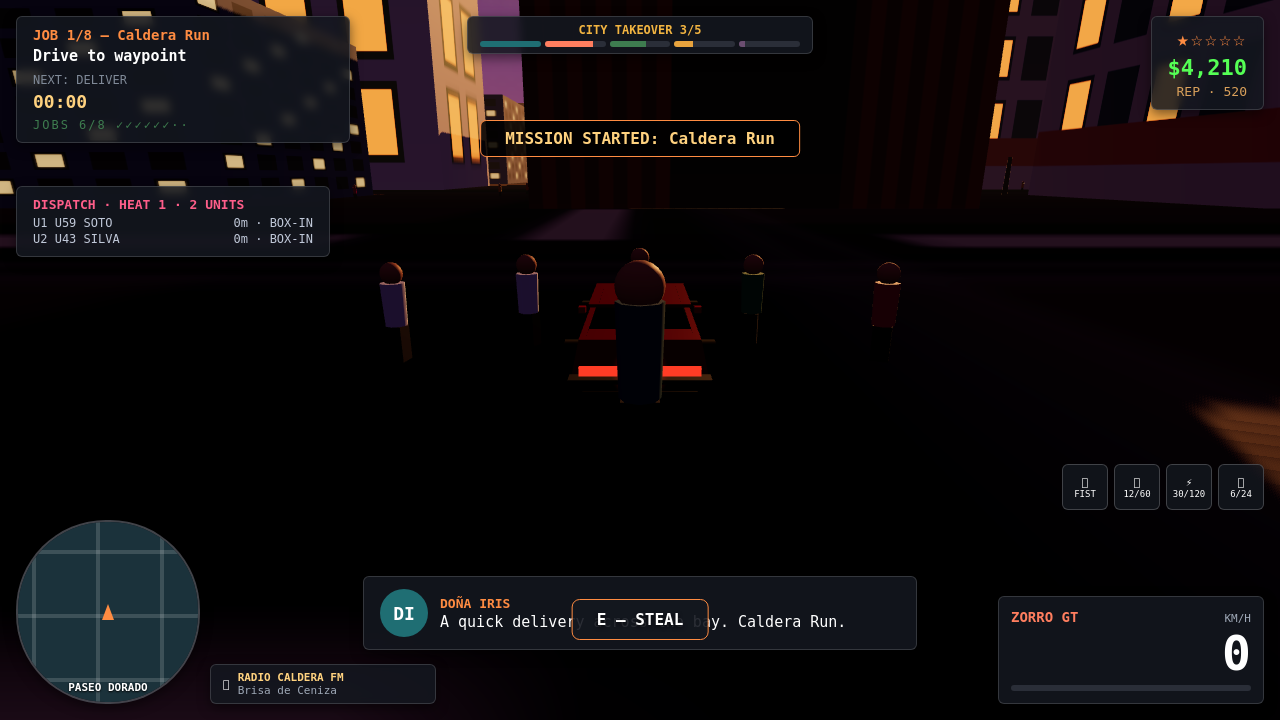 JOB 1/8 — Caldera Run
Drive to waypoint
NEXT: DELIVER
00:00
JOBS 6/8 ✓✓✓✓✓✓··
CITY TAKEOVER 3/5
★☆☆☆☆
$4,210
REP · 520
MISSION STARTED: Caldera Run
DISPATCH · HEAT 1 · 2 UNITS
U1 U59 SOTO 0m · BOX-IN
U2 U43 SILVA 0m · BOX-IN
FIST
12/60
30/120
6/24
DI
DOÑA IRIS
A quick delivery bay. Caldera Run.
E — STEAL
ZORRO GT
KM/H
0
PASEO DORADO
RADIO CALDERA FM
Brisa de Ceniza